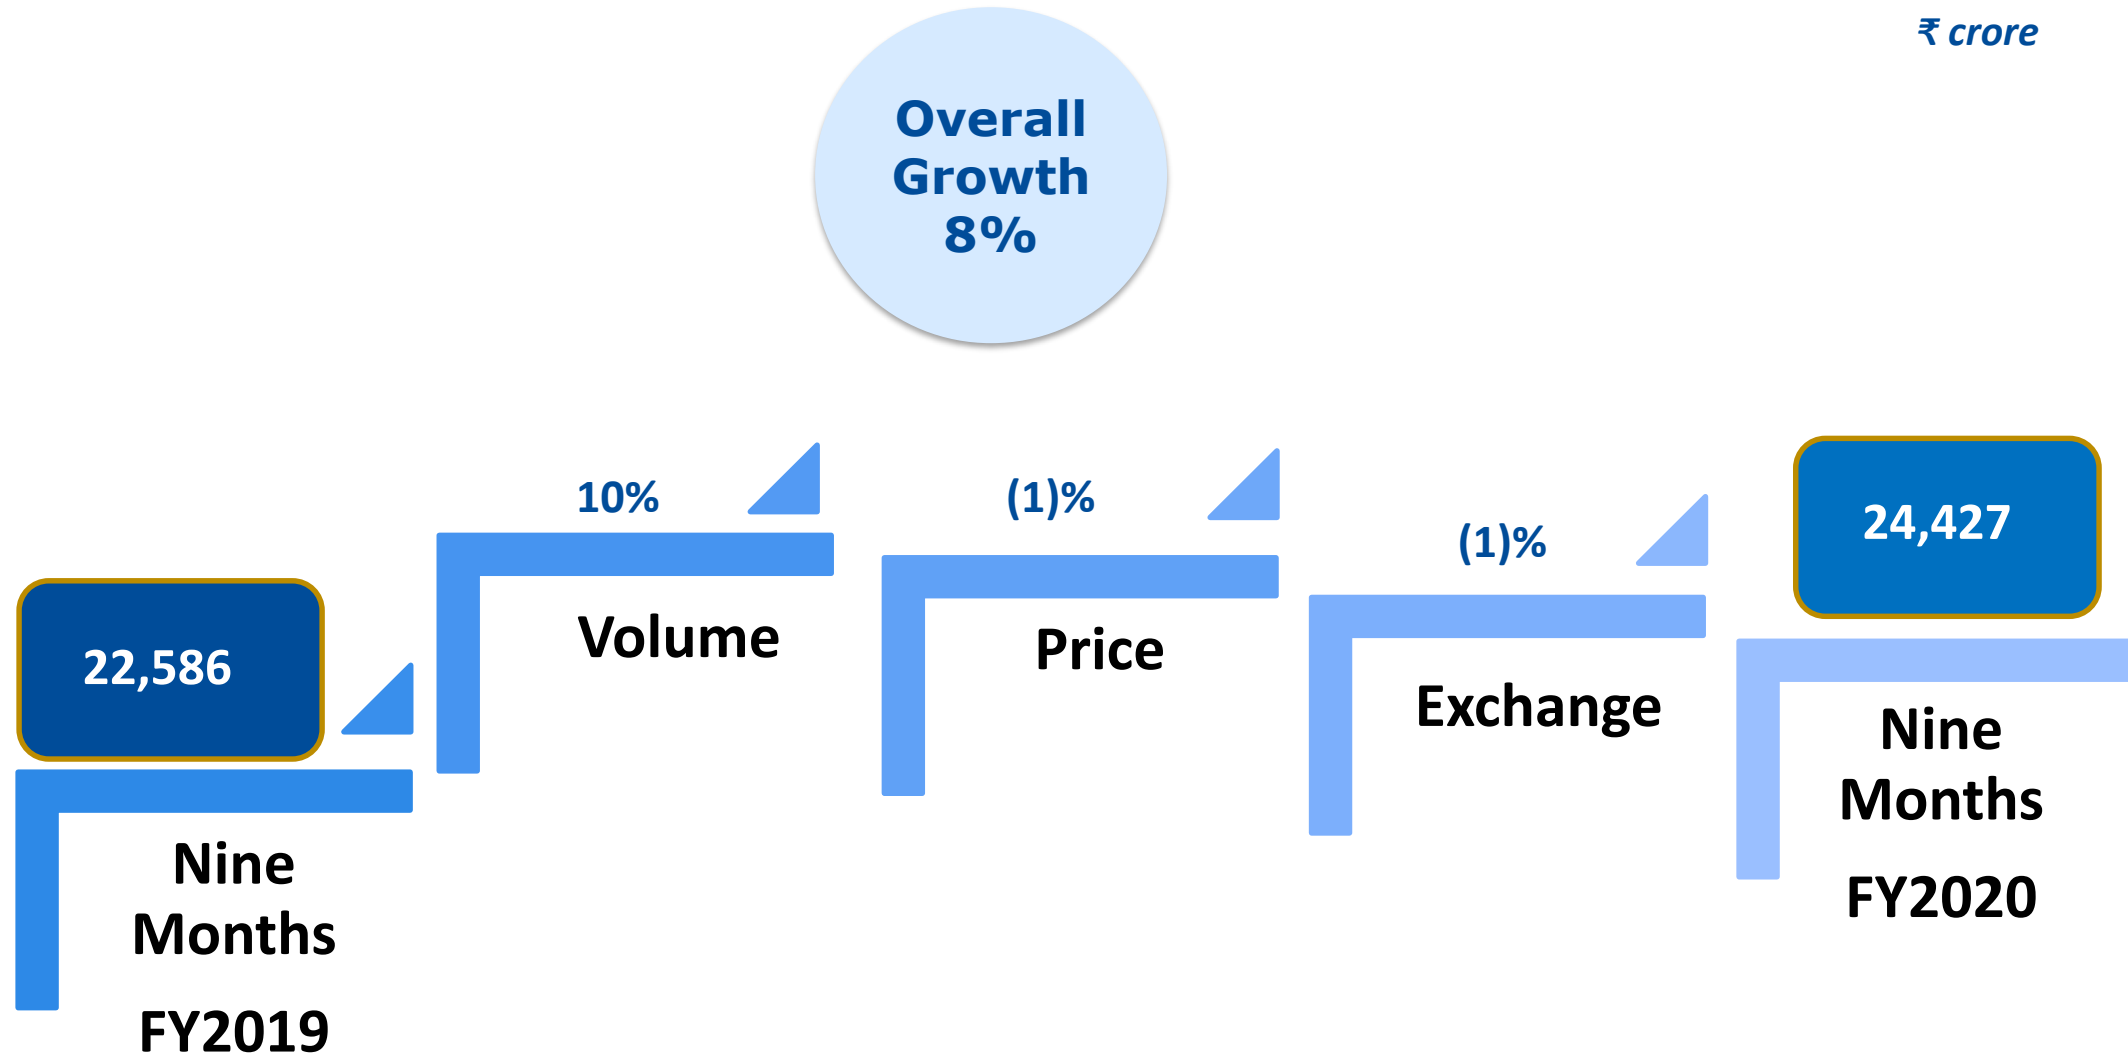 ₹ crore
Overall
Growth
8%
22,586
Nine
Months
FY2019
10%
Volume
(1)%
Price
(1)%
Exchange
24,427
Nine
Months
FY2020